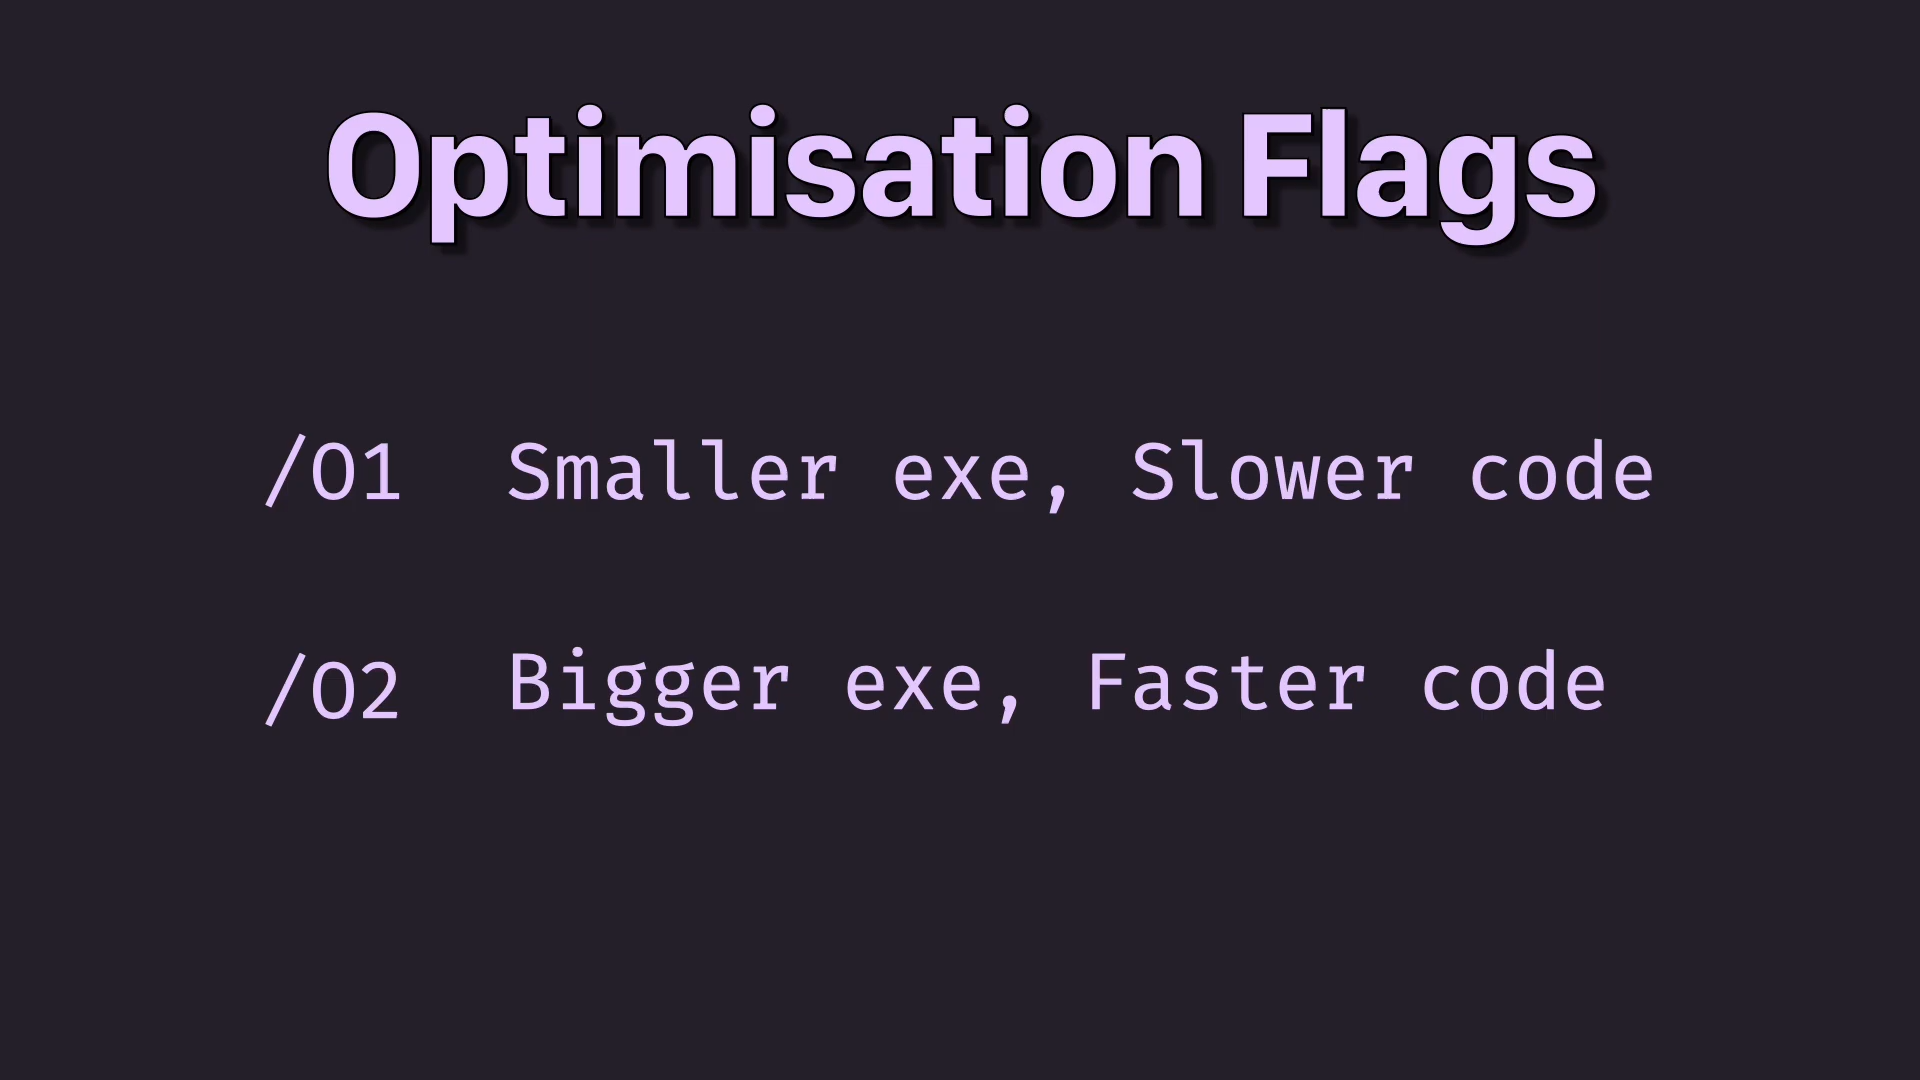 Optimisation Flags
/O1 Smaller exe, Slower code
/O2 Bigger exe, Faster code